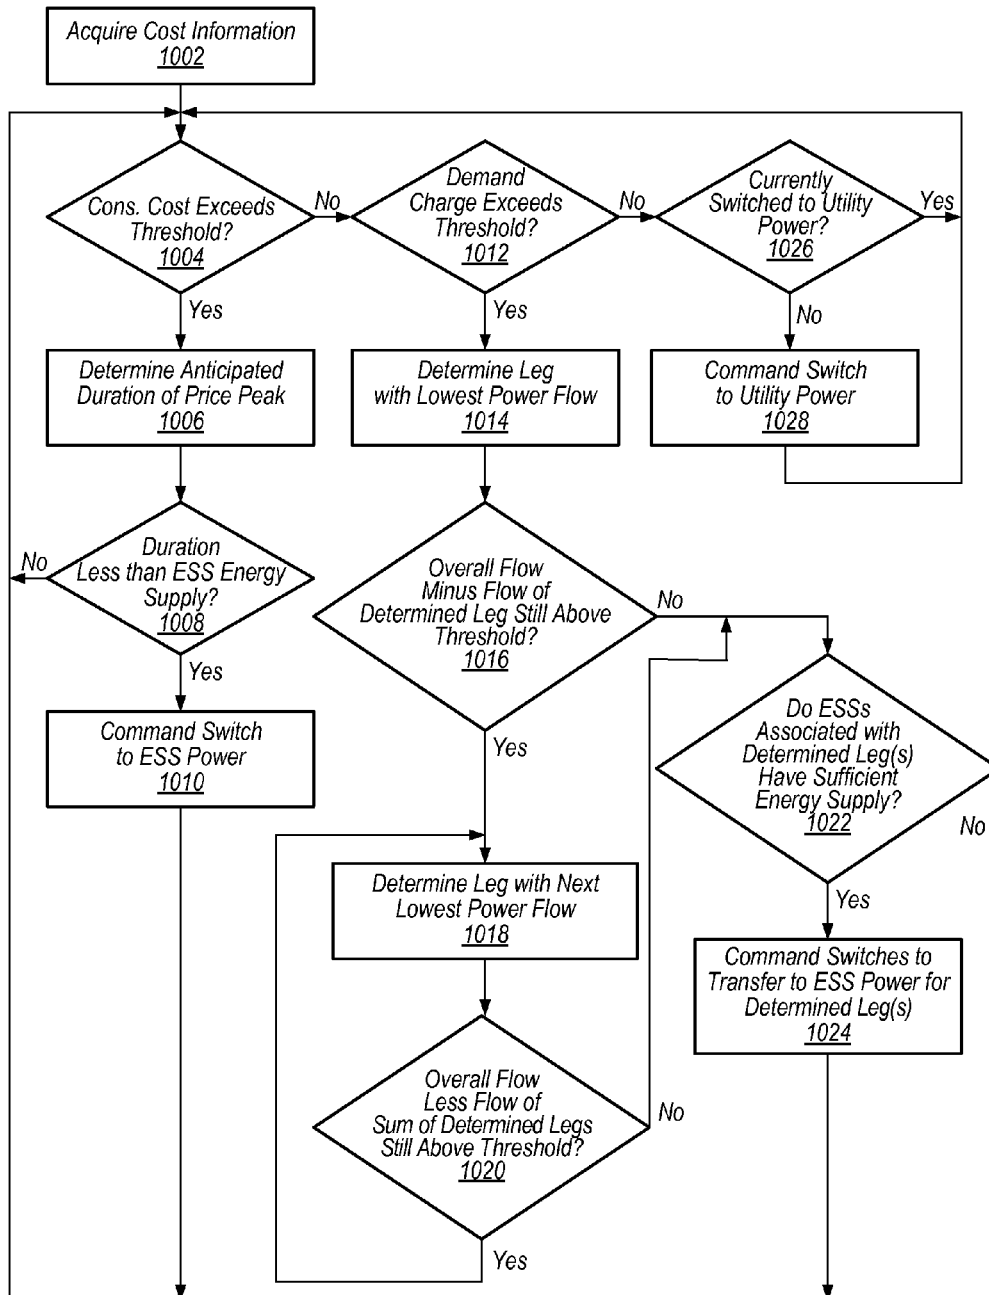 Acquire Cost Information
1002
Cons. Cost Exceeds
Threshold?
1004
No
Yes
Demand
Charge Exceeds
Threshold?
1012
No
Yes
Currently
Switched to Utility
Power?
1026
Yes
No
Determine Anticipated
Duration of Price Peak
1006
Determine Leg
with Lowest Power Flow
1014
Command Switch
to Utility Power
1028
Duration
Less than ESS Energy
Supply?
1008
No
Yes
Overall Flow
Minus Flow of
Determined Leg Still Above
Threshold?
1016
No
Yes
Command Switch
to ESS Power
1010
Do ESSs
Associated with
Determined Leg(s)
Have Sufficient
Energy Supply?
1022
No
Yes
Determine Leg with Next
Lowest Power Flow
1018
Command Switches to
Transfer to ESS Power for
Determined Leg(s)
1024
Overall Flow
Less Flow of
Sum of Determined Legs
Still Above Threshold?
1020
No
Yes